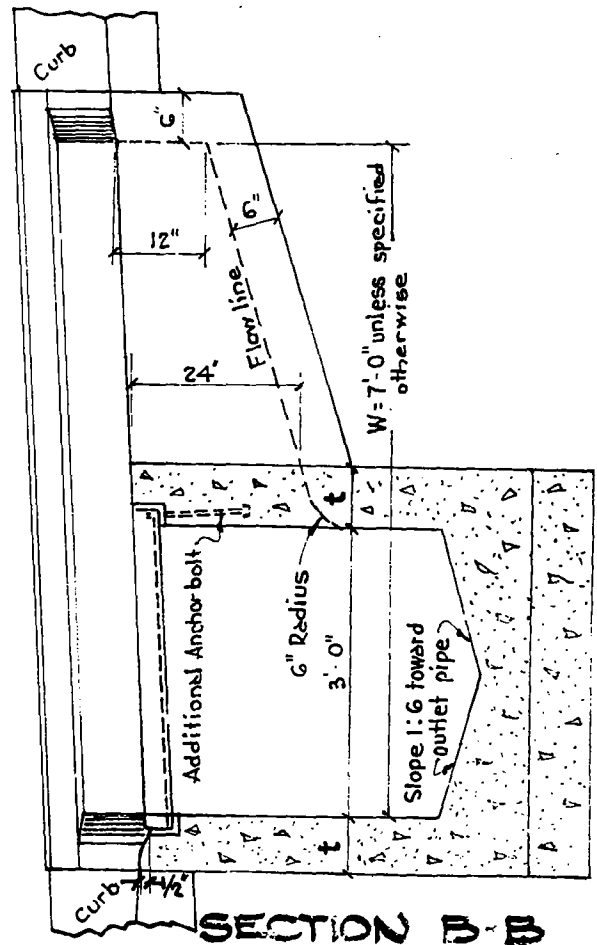 Curb
6"
12"
6"
Flow line
24"
W=7'-0" unless specified
otherwise
t
Additional Anchor bolt
6" Radius
3'-0"
Slope 1:6 toward
outlet pipe
t
Curb
1/2"
SECTION B-B